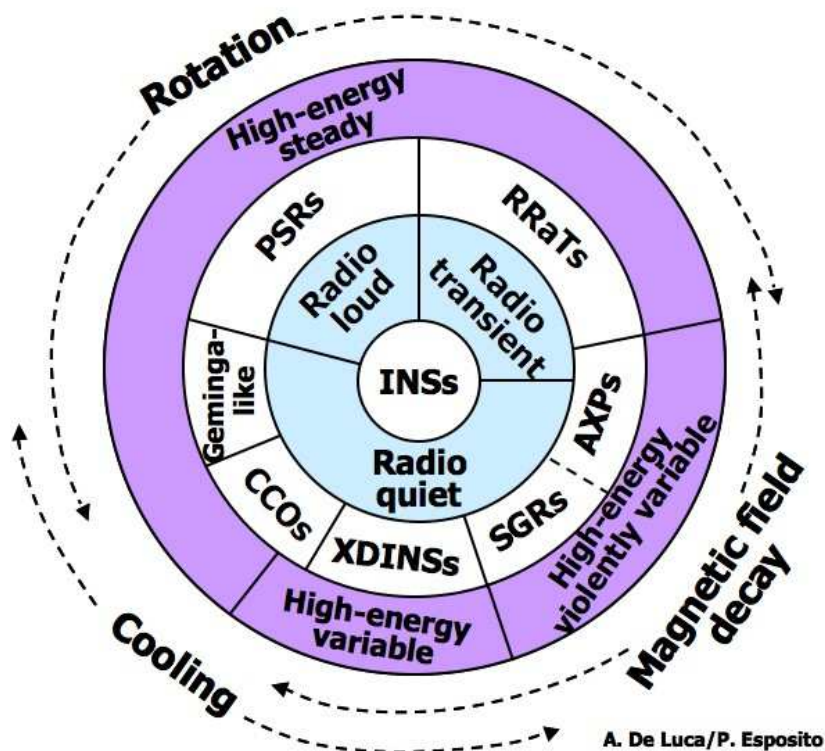 Rotation
High-energy
steady
PSRs
RRaTs
Radio
loud
Radio
transient
INSs
Geminga-
like
AXPs
Radio
quiet
CCOs
SGRs
XDINSs
High-energy
violently variable
High-energy
variable
Magnetic field
decay
Cooling
A. De Luca/P. Esposito